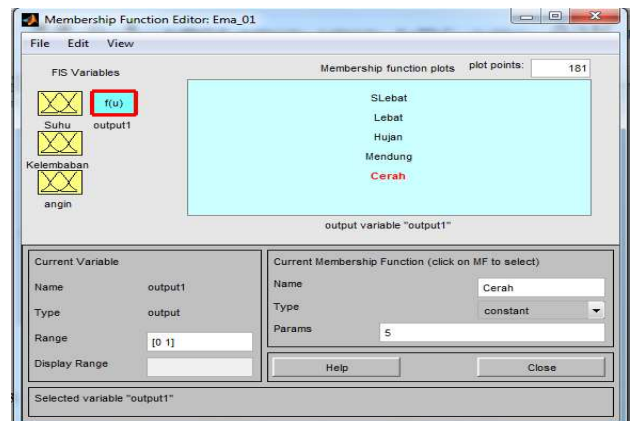 Membership Function Editor: Ema_01
File Edit View
FIS Variables
f(u)
Suhu output1
Kelembaban
angin
Membership function plots plot points: 181
SLebat
Lebat
Hujan
Mendung
Cerah
output variable "output1"
Current Variable
Name output1
Type output
Range [0 1]
Display Range
Current Membership Function (click on MF to select)
Name Cerah
Type constant
Params 5
Help Close
Selected variable "output1"